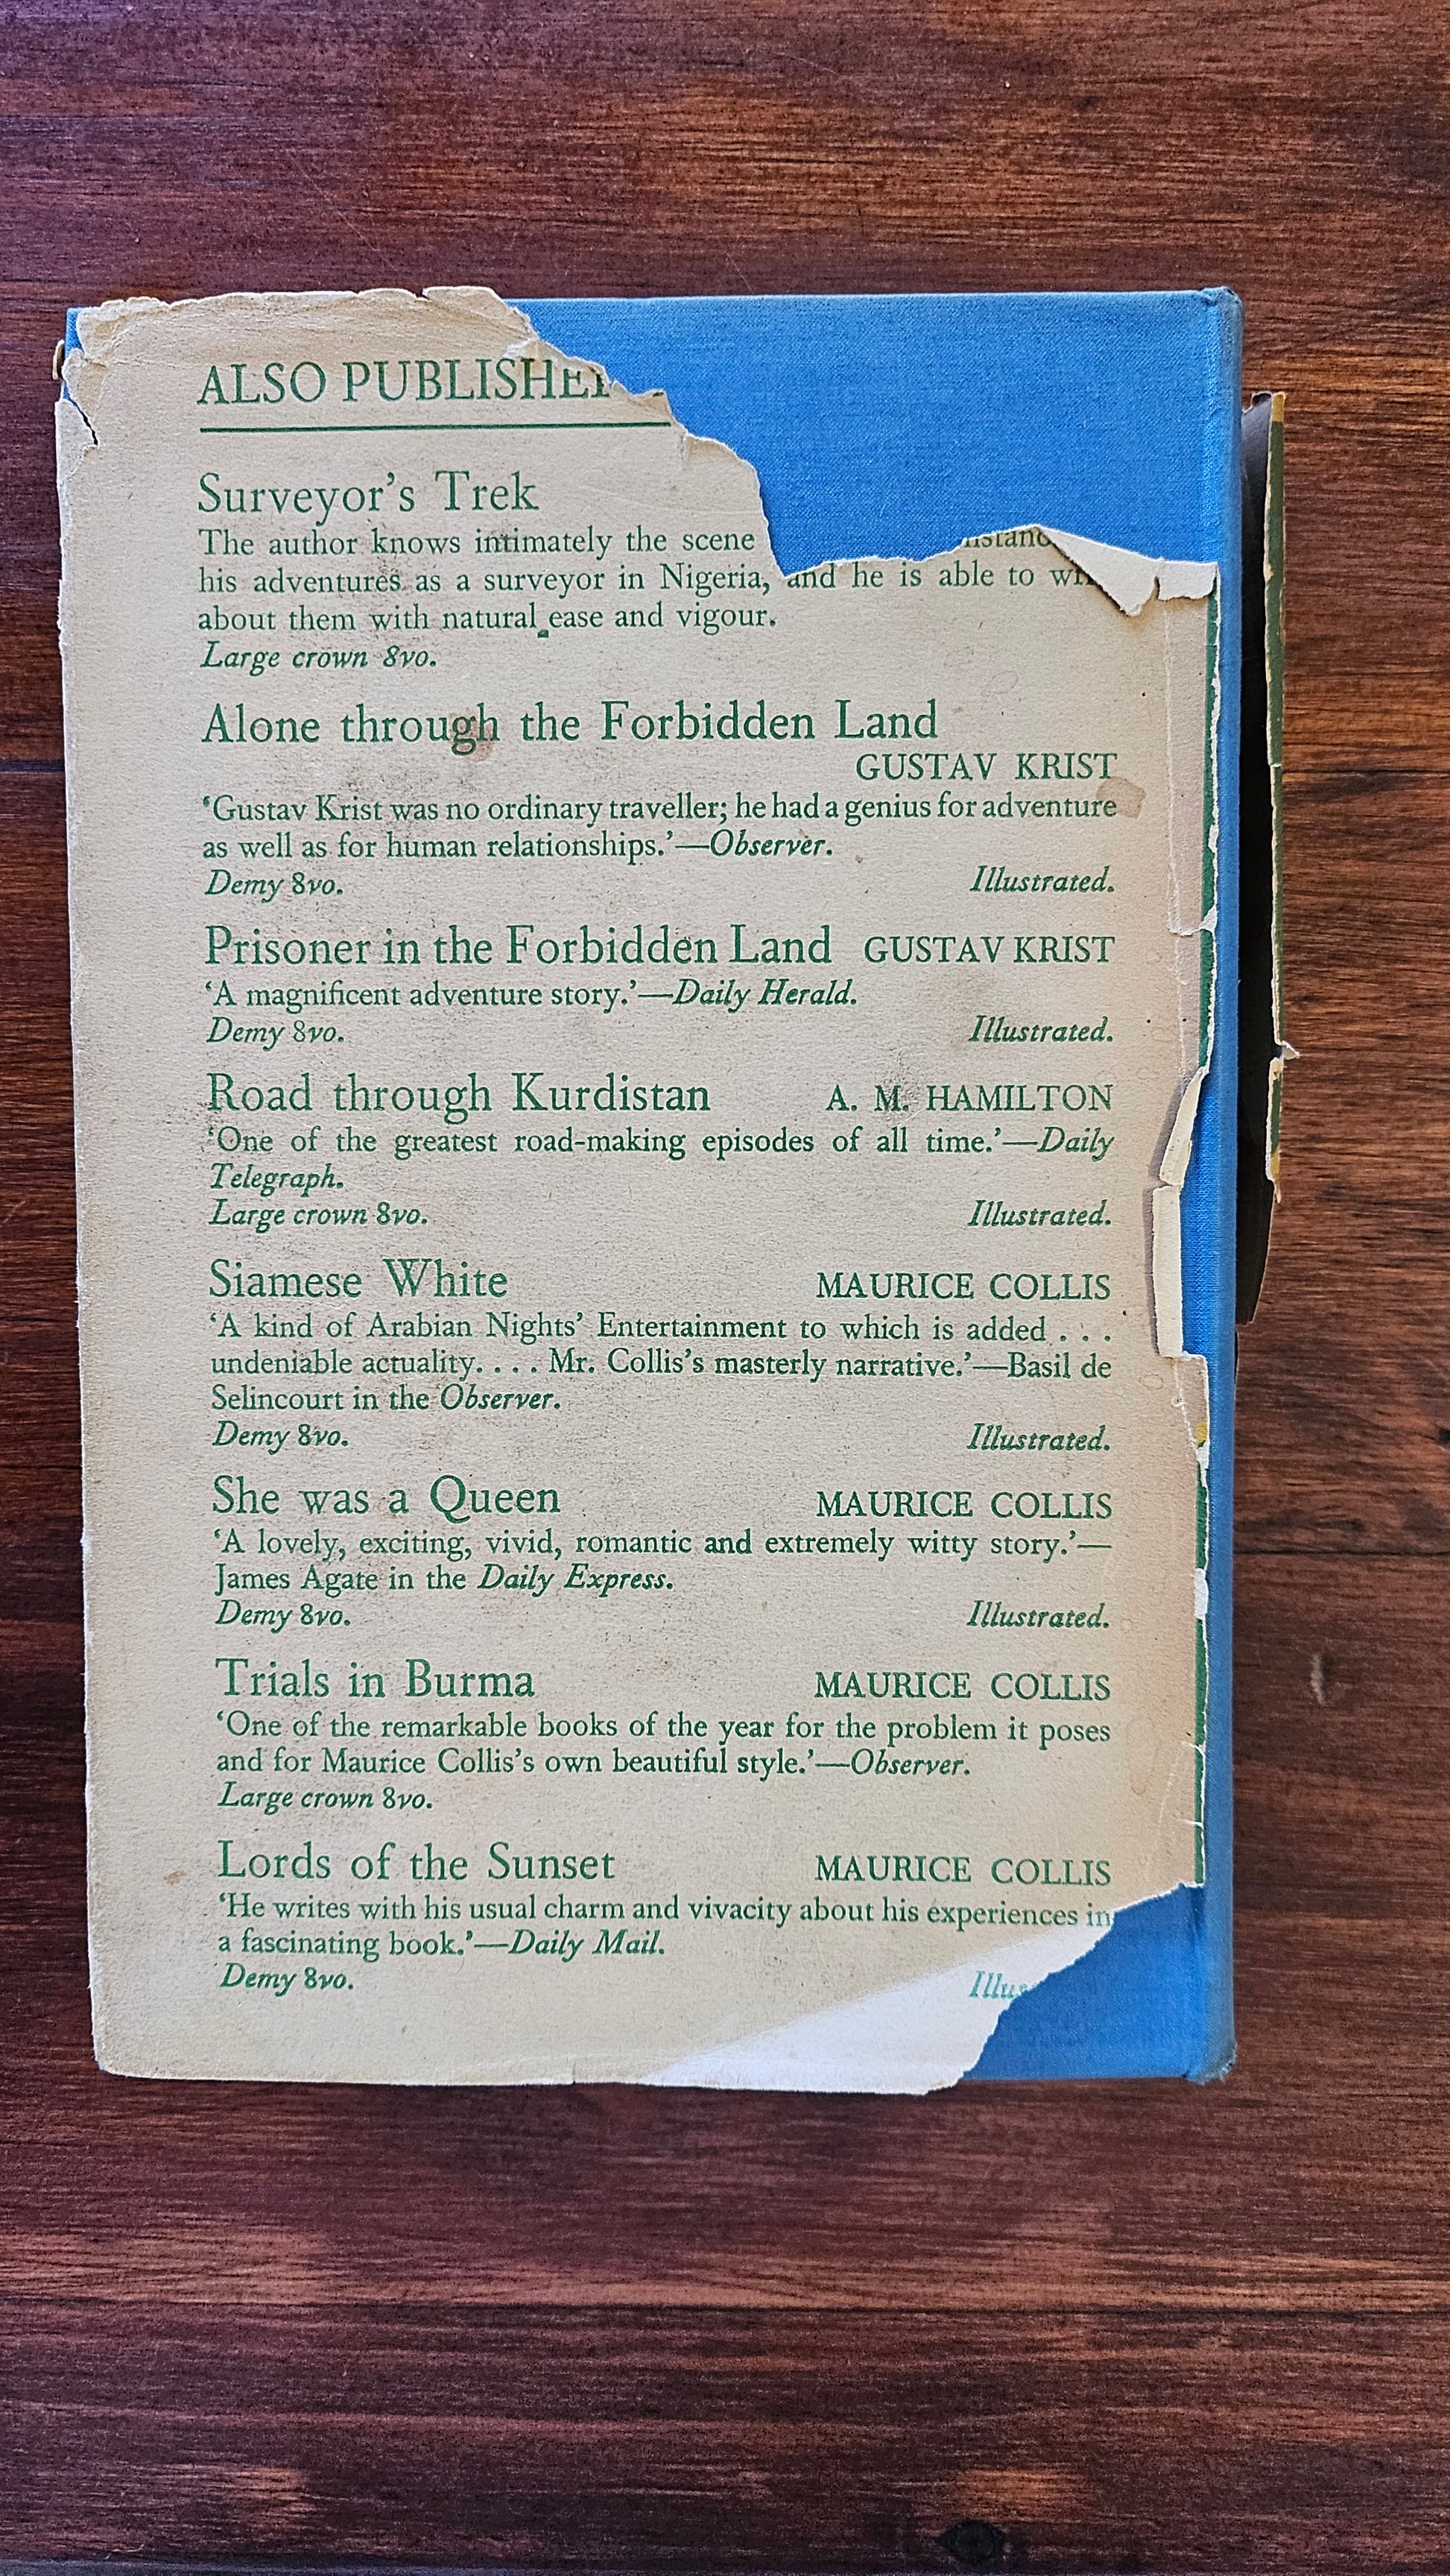 ALSO
Surveyor's Trek
The author knows intimately the scene
his adventures as a surveyor in Nigeria, and he is able to
about them with natural ease and vigour.
Large crown 8vo.
Alone through the Forbidden Land
GUSTAV KRIST
'Gustav Krist was no ordinary traveller; he had a genius for adventure
as well as for human relationships.'—Observer.
Demy 8vo. Illustrated.
Prisoner in the Forbidden Land GUSTAV KRIST
'A magnificent adventure story.'—Daily Herald.
Demy 8vo. Illustrated.
Road through Kurdistan A. M. HAMILTON
'One of the greatest road-making episodes of all time.'—Daily
Telegraph.
Large crown 8vo. Illustrated.
Siamese White MAURICE COLLIS
'A kind of Arabian Nights' Entertainment to which is added . . .
undeniable actuality. . . . Mr. Collis's masterly narrative.'—Basil de
Selincourt in the Observer.
Demy 8vo. Illustrated.
She was a Queen MAURICE COLLIS
'A lovely, exciting, vivid, romantic and extremely witty story.'—
James Agate in the Daily Express.
Demy 8vo. Illustrated.
Trials in Burma MAURICE COLLIS
'One of the remarkable books of the year for the problem it poses
and for Maurice Collis's own beautiful style.'—Observer.
Large crown 8vo.
Lords of the Sunset MAURICE COLLIS
'He writes with his usual charm and vivacity about his experiences in
a fascinating book.'—Daily Mail.
Demy 8vo.